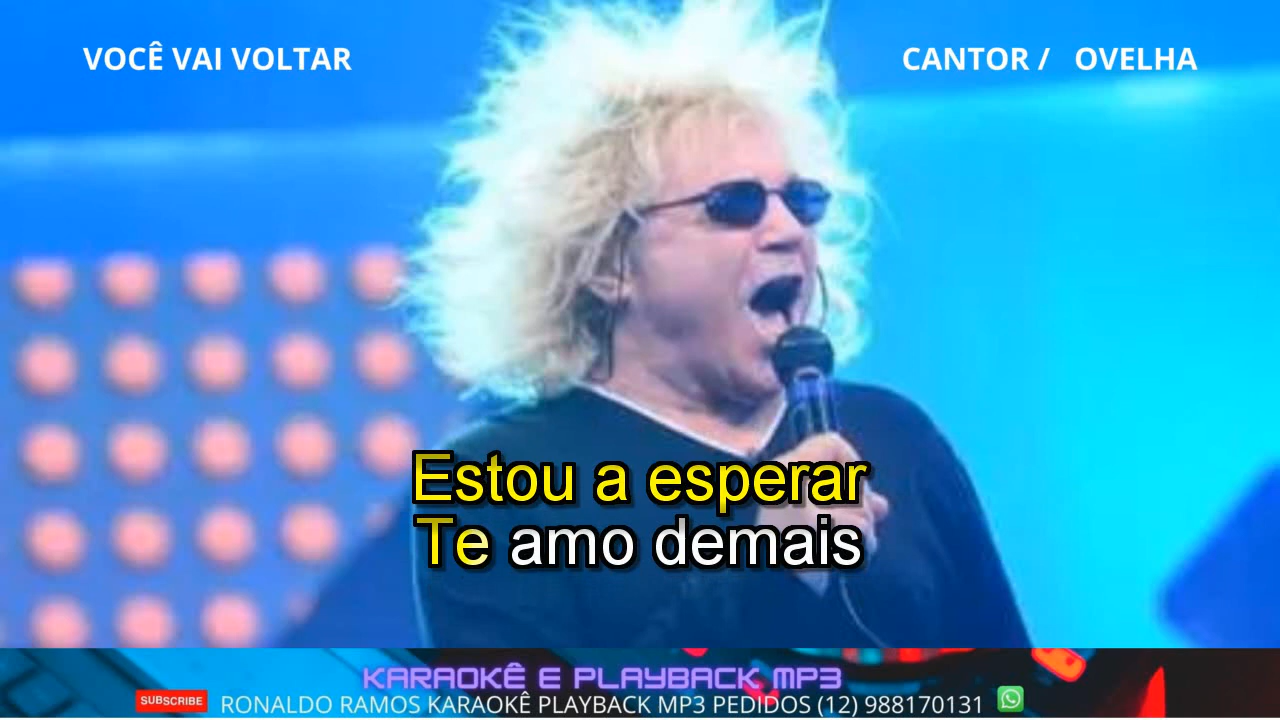 VOCÊ VAI VOLTAR
CANTOR / OVELHA
Estou a esperar
Te amo demais
KARAOKÊ E PLAYBACK MP3
SUBSCRIBE
RONALDO RAMOS KARAOKÊ PLAYBACK MP3 PEDIDOS (12) 988170131